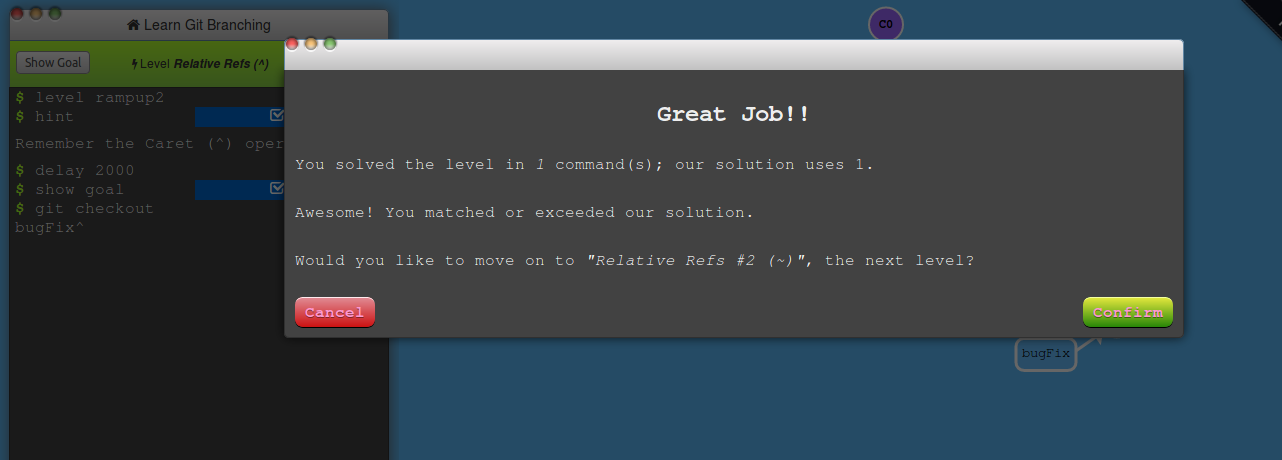 Learn Git Branching
Show Goal
Level Relative Refs (^)
$ level rampup2
$ hint
Remember the Caret (^) oper
$ delay 2000
$ show goal
$ git checkout
bugFix^
C0
Great Job!!
You solved the level in 1 command(s); our solution uses 1.
Awesome! You matched or exceeded our solution.
Would you like to move on to "Relative Refs #2 (~)", the next level?
Cancel
Confirm
bugFix